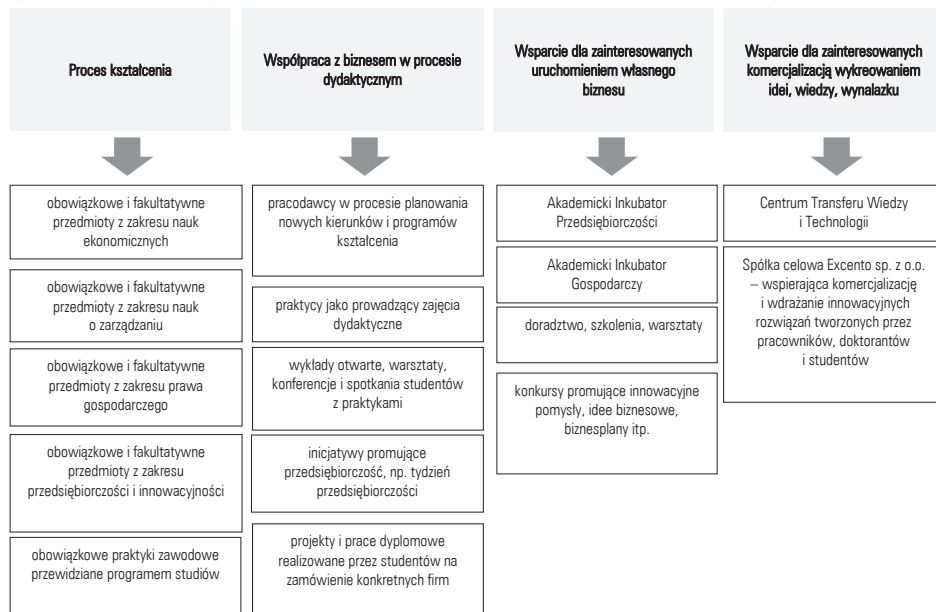 Proces kształcenia
obowiązkowe i fakultatywne
przedmioty z zakresu nauk
ekonomicznych
obowiązkowe i fakultatywne
przedmioty z zakresu nauk
o zarządzaniu
obowiązkowe i fakultatywne
przedmioty z zakresu prawa
gospodarczego
obowiązkowe i fakultatywne
przedmioty z zakresu
przedsiębiorczości i innowacyjności
obowiązkowe praktyki zawodowe
przewidziane programem studiów
Współpraca z biznesem w procesie
dydaktycznym
pracodawcy w procesie planowania
nowych kierunków i programów
kształcenia
praktycy jako prowadzący zajęcia
dydaktyczne
wykłady otwarte, warsztaty,
konferencje i spotkania studentów
z praktykami
inicjatywy promujące
przedsiębiorczość, np. tydzień
przedsiębiorczości
projekty i prace dyplomowe
realizowane przez studentów na
zamówienie konkretnych firm
Wsparcie dla zainteresowanych
uruchomieniem własnego
biznesu
Akademicki Inkubator
Przedsiębiorczości
Akademicki Inkubator
Gospodarczy
doradztwo, szkolenia, warsztaty
konkursy promujące innowacyjne
pomysły, idee biznesowe,
biznesplany itp.
Wsparcie dla zainteresowanych
komercjalizacją wykreowaniem
idei, wiedzy, wynalazku
Centrum Transferu Wiedzy
i Technologii
Spółka celowa Excento sp. z o.o.
– wspierająca komercjalizację
i wdrażanie innowacyjnych
rozwiązań tworzonych przez
pracowników, doktorantów
i studentów